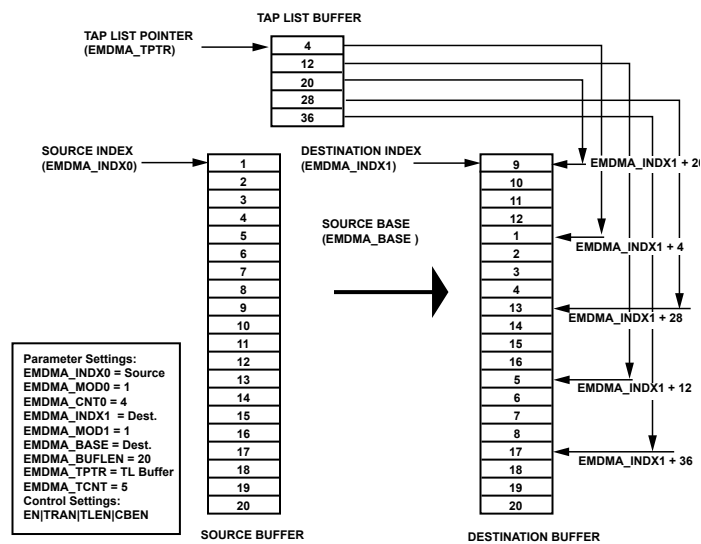 TAP LIST BUFFER
TAP LIST POINTER
(EMDMA_TPTR)
4
12
20
28
36
SOURCE INDEX
(EMDMA_INDX0)
1
2
3
4
5
6
7
8
9
10
11
12
13
14
15
16
17
18
19
20
SOURCE BUFFER
SOURCE BASE
(EMDMA_BASE )
DESTINATION INDEX
(EMDMA_INDX1)
9
10
11
12
1
2
3
4
13
14
15
16
5
6
7
8
17
18
19
20
DESTINATION BUFFER
EMDMA_INDX1 + 20
EMDMA_INDX1 + 4
EMDMA_INDX1 + 28
EMDMA_INDX1 + 12
EMDMA_INDX1 + 36
Parameter Settings:
EMDMA_INDX0 = Source
EMDMA_MOD0 = 1
EMDMA_CNT0 = 4
EMDMA_INDX1 = Dest.
EMDMA_MOD1 = 1
EMDMA_BASE = Dest.
EMDMA_BUFLEN = 20
EMDMA_TPTR = TL Buffer
EMDMA_TCNT = 5
Control Settings:
EN|TRAN|TLEN|CBEN